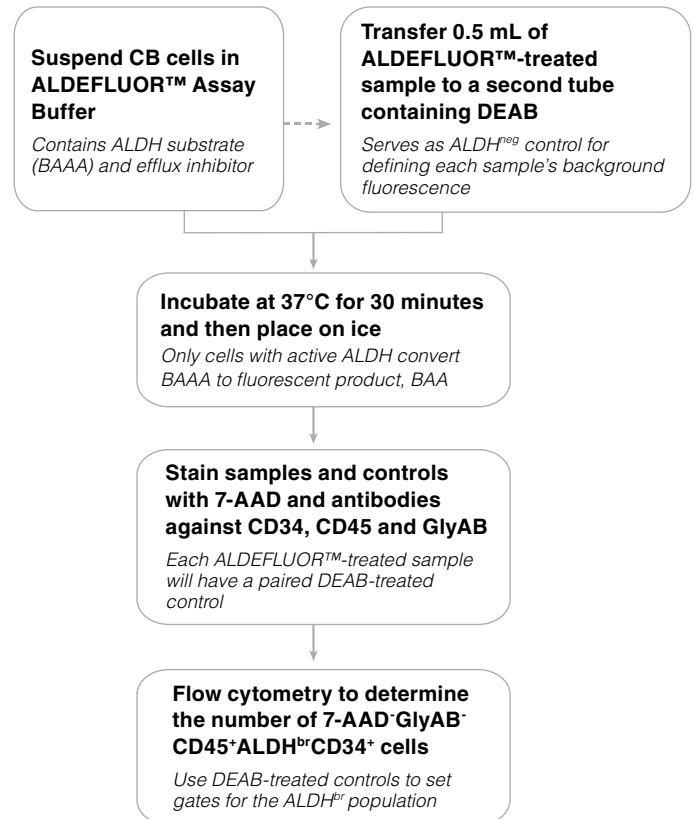 Suspend CB cells in
ALDEFLUOR™ Assay
Buffer
Contains ALDH substrate
(BAAA) and efflux inhibitor
Transfer 0.5 mL of
ALDEFLUOR™-treated
sample to a second tube
containing DEAB
Serves as ALDHⁿᵉᵍ control for
defining each sample’s background
fluorescence
Incubate at 37°C for 30 minutes
and then place on ice
Only cells with active ALDH convert
BAAA to fluorescent product, BAA
Stain samples and controls
with 7-AAD and antibodies
against CD34, CD45 and GlyAB
Each ALDEFLUOR™-treated sample
will have a paired DEAB-treated
control
Flow cytometry to determine
the number of 7-AAD⁻GlyAB⁻
CD45⁺ALDHᵇʳCD34⁺ cells
Use DEAB-treated controls to set
gates for the ALDHᵇʳ population